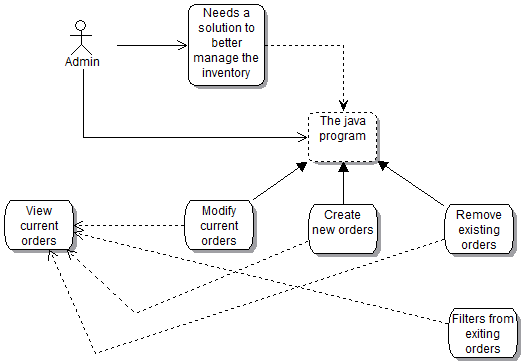 Needs a
solution to
better
manage the
inventory
Admin
The java
program
View
current
orders
Modify
current
orders
Create
new orders
Remove
existing
orders
Filters from
exiting
orders